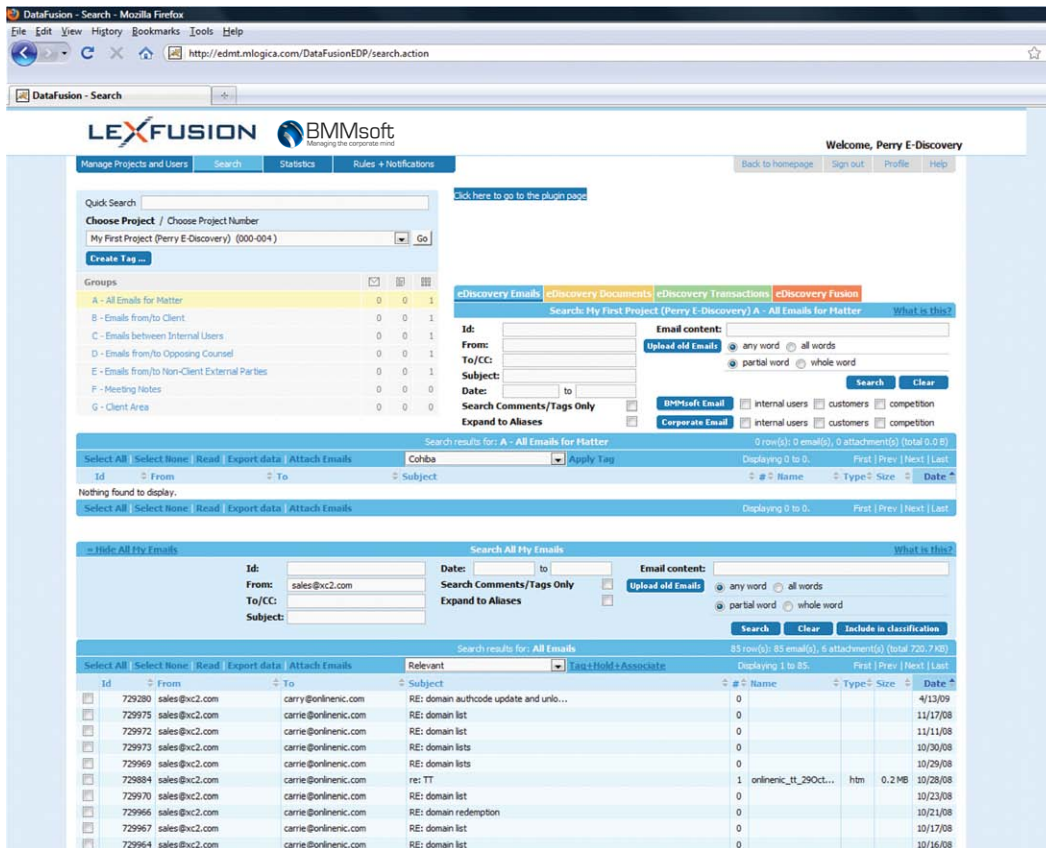 DataFusion - Search - Mozilla Firefox
File Edit View History Bookmarks Tools Help
http://edmt.mlogica.com/DataFusionEDP/search.action
DataFusion - Search
LEXFUSION BMMsoft
Managing the corporate mind
Welcome, Perry E-Discovery
Manage Projects and Users Search Statistics Rules + Notifications Back to homepage Sign out Profile Help
Quick Search
Click here to go to the plugin page
Choose Project / Choose Project Number
My First Project (Perry E-Discovery) (000-004 ) Go
Create Tag ...
Groups
A - All Emails for Matter 0 0 1
B - Emails from/to Client 0 0 1
C - Emails between Internal Users 0 0 1
D - Emails from/to Opposing Counsel 0 0 1
E - Emails from/to Non-Client External Parties 0 0 1
F - Meeting Notes 0 0 0
G - Client Area 0 0 0
eDiscovery Emails eDiscovery Documents eDiscovery Transactions eDiscovery Fusion
Search: My First Project (Perry E-Discovery) A - All Emails for Matter What is this?
Id: Email content:
From: Upload old Emails any word all words
To/CC: partial word whole word
Subject: Search Clear
Date: to
Search Comments/Tags Only BMMsoft Email internal users customers competition
Expand to Aliases Corporate Email internal users customers competition
Search results for: A - All Emails for Matter 0 row(s): 0 email(s), 0 attachment(s) (total 0.0 B)
Select All | Select None | Read | Export data | Attach Emails Cohiba Apply Tag Displaying 0 to 0. First | Prev | Next | Last
Id From To Subject # Name Type Size Date
Nothing found to display.
Select All | Select None | Read | Export data | Attach Emails Displaying 0 to 0. First | Prev | Next | Last
Hide All My Emails Search All My Emails What is this?
Id: Date: to Email content:
From: sales@xc2.com Search Comments/Tags Only Upload old Emails any word all words
To/CC: Expand to Aliases partial word whole word
Subject: Search Clear Include in classification
Search results for: All Emails 85 row(s): 85 email(s), 6 attachment(s) (total 720.7 KB)
Select All | Select None | Read | Export data | Attach Emails Relevant Tag+Hold+Associate Displaying 1 to 85. First | Prev | Next | Last
Id From To Subject # Name Type Size Date
729280 sales@xc2.com carry@onlinenic.com RE: domain authcode update and unlo... 0 4/13/09
729975 sales@xc2.com carrie@onlinenic.com RE: domain list 0 11/17/08
729972 sales@xc2.com carrie@onlinenic.com RE: domain list 0 11/11/08
729973 sales@xc2.com carrie@onlinenic.com RE: domain lists 0 10/30/08
729969 sales@xc2.com carrie@onlinenic.com RE: domain lists 0 10/29/08
729884 sales@xc2.com carrie@onlinenic.com re: TT 1 onlinenic_tt_29Oct... htm 0.2 MB 10/28/08
729970 sales@xc2.com carrie@onlinenic.com RE: domain list 0 10/23/08
729966 sales@xc2.com carrie@onlinenic.com RE: domain redemption 0 10/21/08
729967 sales@xc2.com carrie@onlinenic.com RE: domain list 0 10/17/08
729964 sales@xc2.com carrie@onlinenic.com RE: domain list 0 10/16/08